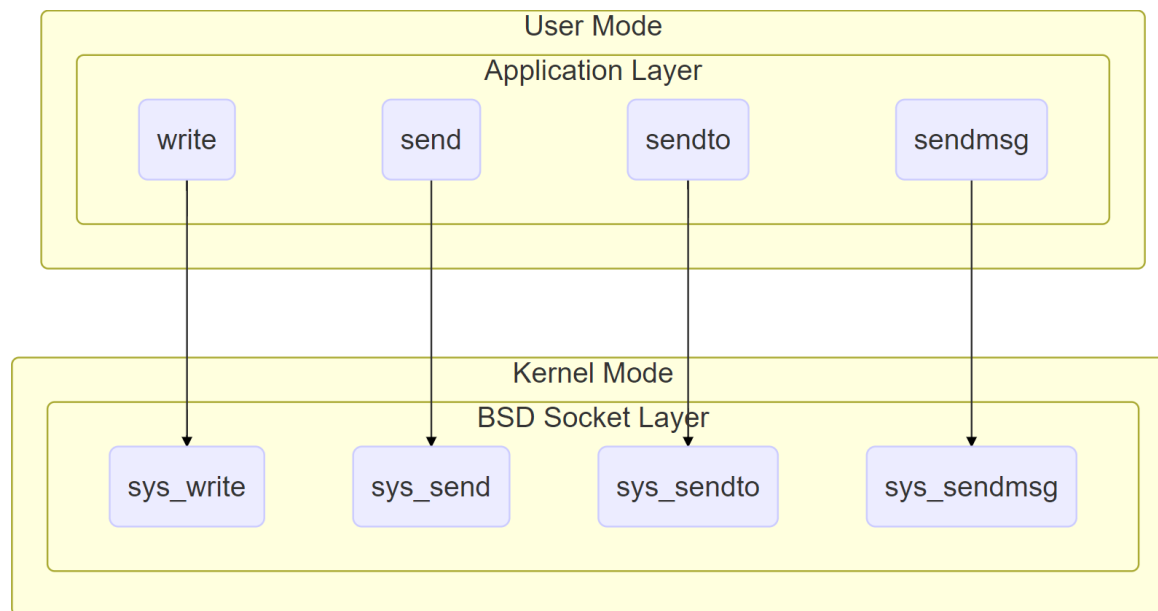 User Mode
Application Layer
write
send
sendto
sendmsg
Kernel Mode
BSD Socket Layer
sys_write
sys_send
sys_sendto
sys_sendmsg